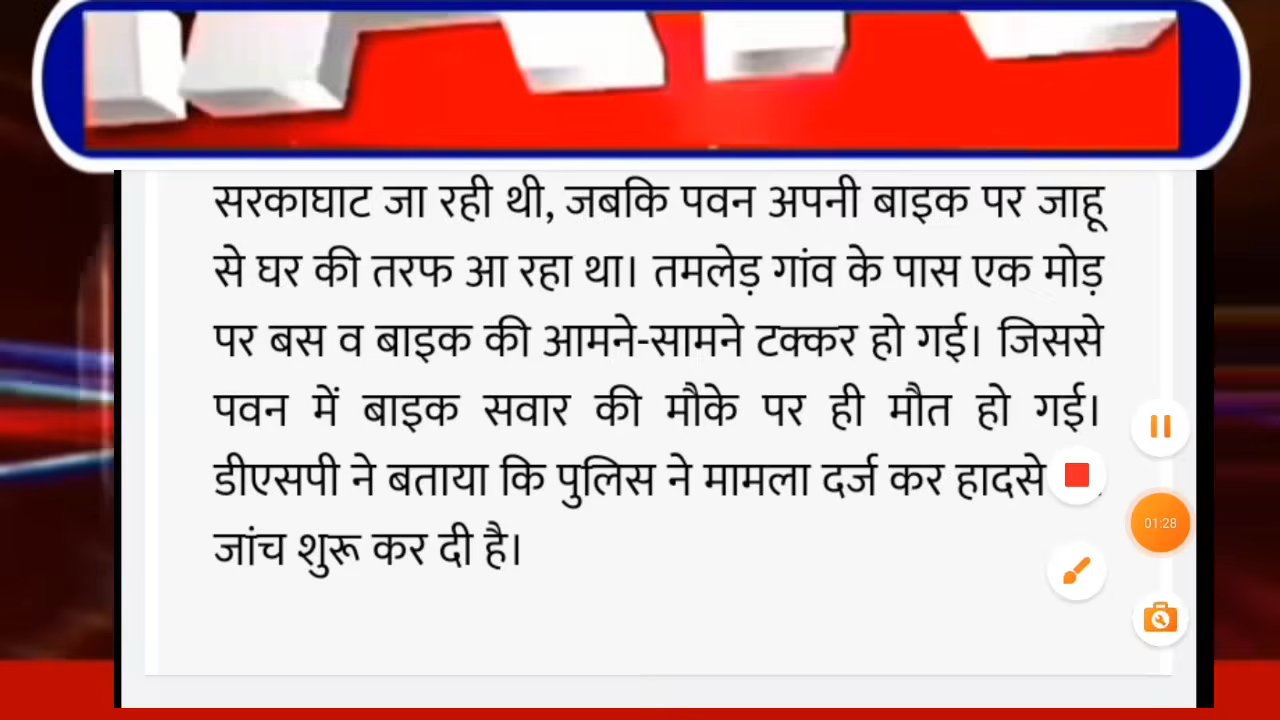 सरकाघाट जा रही थी, जबकि पवन अपनी बाइक पर जाहू
से घर की तरफ आ रहा था। तमलेड़ गांव के पास एक मोड़
पर बस व बाइक की आमने-सामने टक्कर हो गई। जिससे
पवन में बाइक सवार की मौके पर ही मौत हो गई।
डीएसपी ने बताया कि पुलिस ने मामला दर्ज कर हादसे
जांच शुरू कर दी है।
01:28